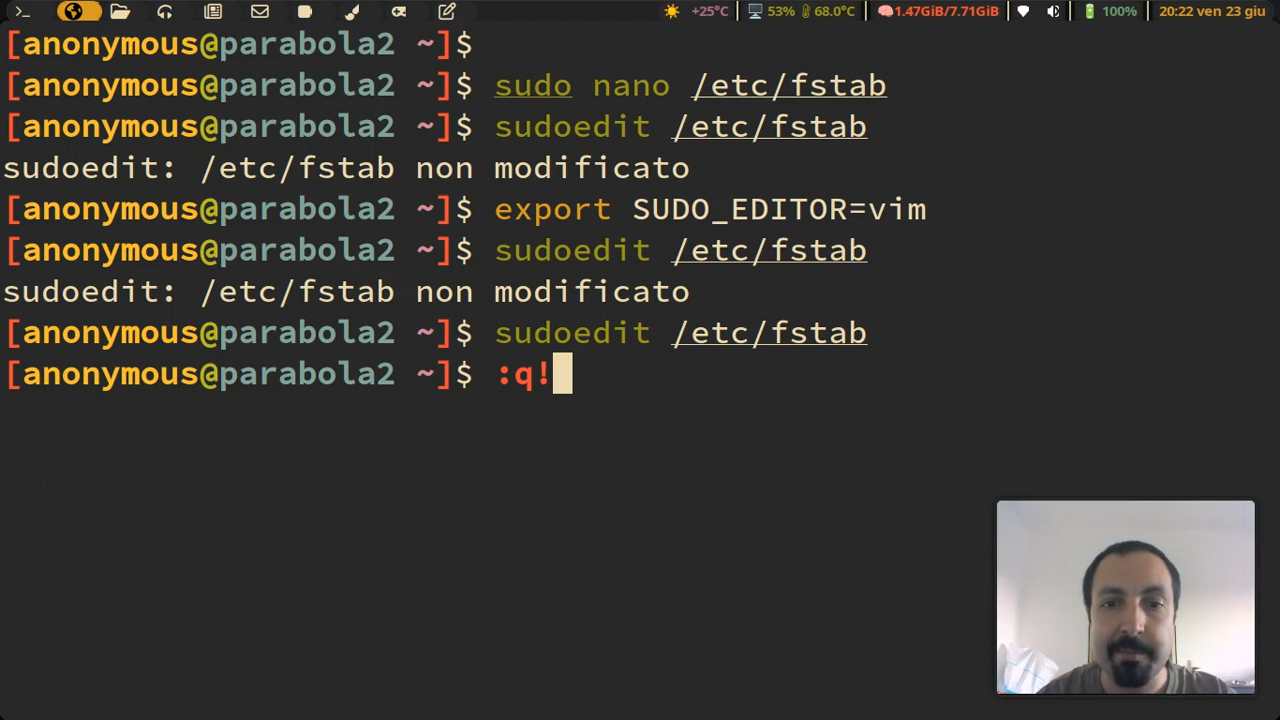 +25°C | 53% 68.0°C | 1.47GiB/7.71GiB | 100% | 20:22 ven 23 giu
[anonymous@parabola2 ~]$
[anonymous@parabola2 ~]$ sudo nano /etc/fstab
[anonymous@parabola2 ~]$ sudoedit /etc/fstab
sudoedit: /etc/fstab non modificato
[anonymous@parabola2 ~]$ export SUDO_EDITOR=vim
[anonymous@parabola2 ~]$ sudoedit /etc/fstab
sudoedit: /etc/fstab non modificato
[anonymous@parabola2 ~]$ sudoedit /etc/fstab
[anonymous@parabola2 ~]$ :q!